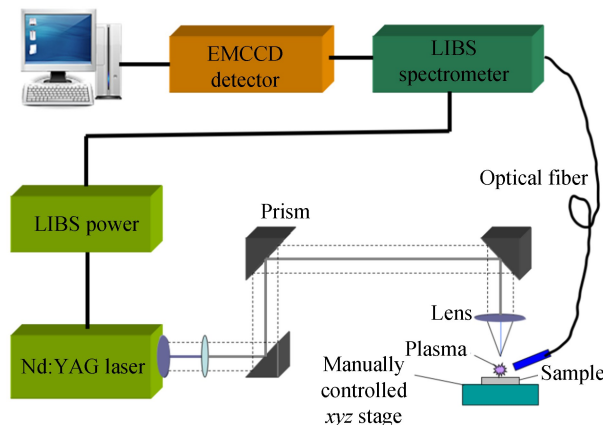 EMCCD
detector
LIBS
spectrometer
Optical fiber
LIBS power
Prism
Lens
Nd:YAG laser
Plasma
Sample
Manually
controlled
xyz stage